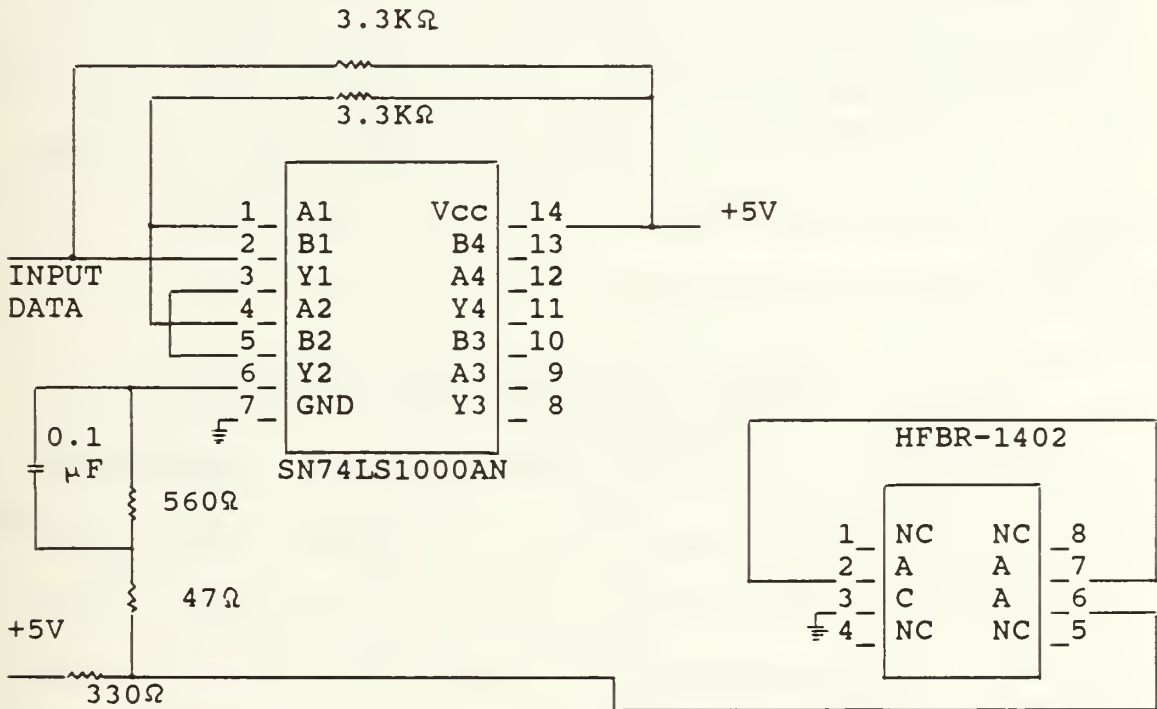 3.3KΩ
3.3KΩ
1 A1 Vcc 14 +5V
2 B1 B4 13
INPUT
DATA
3 Y1 A4 12
4 A2 Y4 11
5 B2 B3 10
6 Y2 A3 9
7 GND Y3 8
0.1
μF
SN74LS1000AN
HFBR-1402
560Ω
1 NC NC 8
2 A A 7
47Ω
3 C A 6
+5V
4 NC NC 5
330Ω